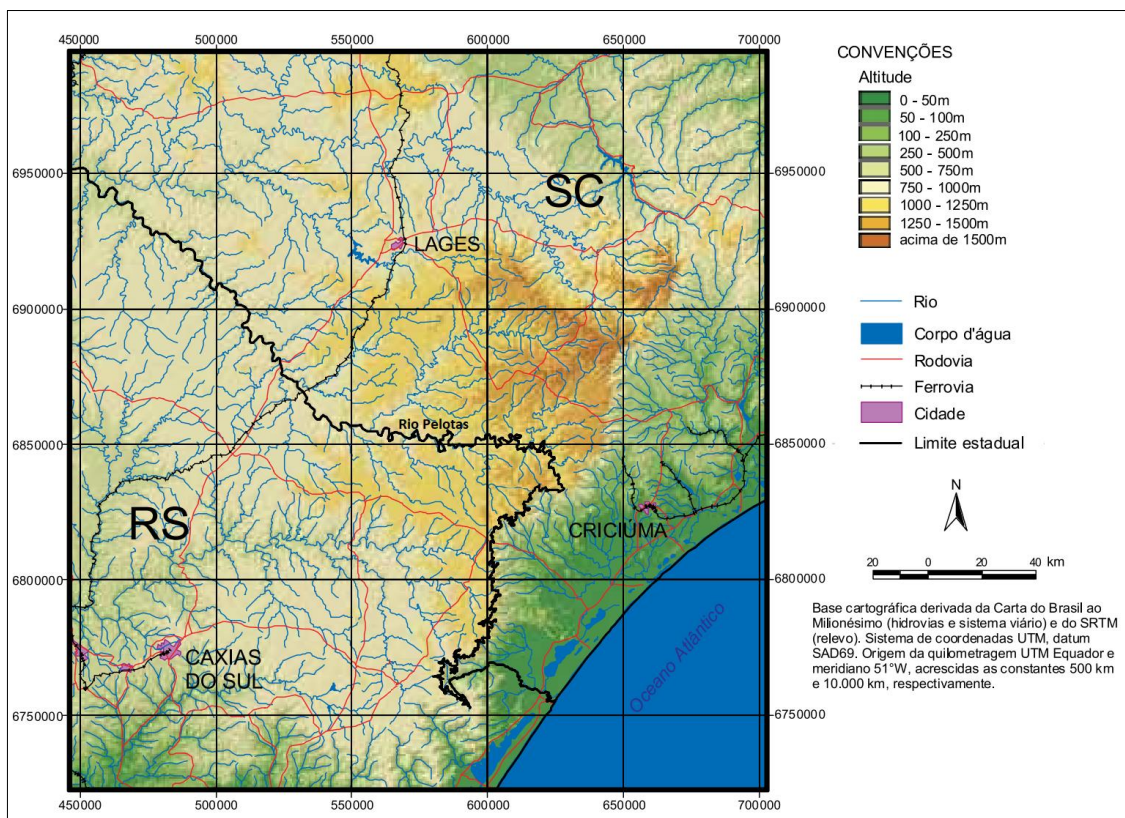 450000 500000 550000 600000 650000 700000
CONVENÇÕES
Altitude
0 - 50m
50 - 100m
100 - 250m
250 - 500m
500 - 750m
750 - 1000m
1000 - 1250m
1250 - 1500m
acima de 1500m
6950000
6950000
SC
LAGES
6900000
6900000
Rio
Corpo d'água
Rodovia
Ferrovia
Cidade
Limite estadual
Rio Pelotas
6850000
6850000
RS
CRICIÚMA
N
6800000
6800000
20 0 20 40 km
Oceano Atlântico
CAXIAS
DO SUL
6750000
6750000
Base cartográfica derivada da Carta do Brasil ao
Milionésimo (hidrovias e sistema viário) e do SRTM
(relevo). Sistema de coordenadas UTM, datum
SAD69. Origem da quilometragem UTM Equador e
meridiano 51°W, acrescidas as constantes 500 km
e 10.000 km, respectivamente.
450000 500000 550000 600000 650000 700000